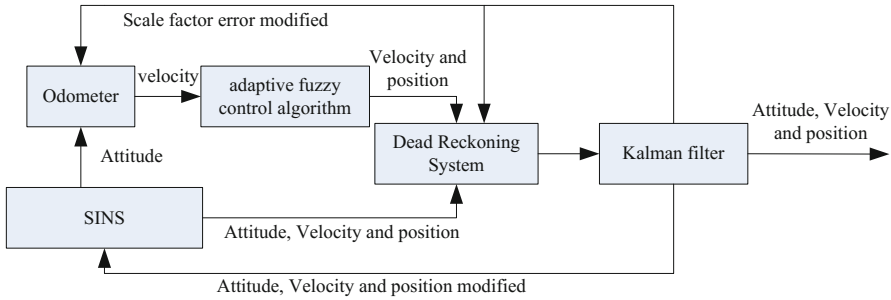 Scale factor error modified
Odometer
velocity
adaptive fuzzy
control algorithm
Velocity and
position
Attitude
Dead Reckoning
System
Kalman filter
Attitude, Velocity
and position
SINS
Attitude, Velocity and position
Attitude, Velocity and position modified